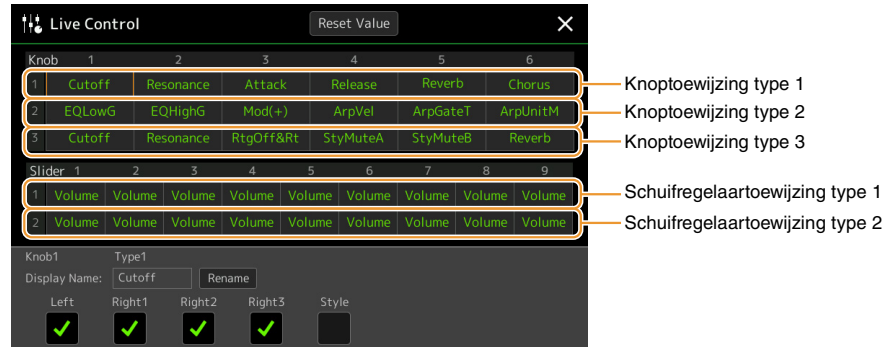 Live Control Reset Value
Knob 1 2 3 4 5 6
1 Cutoff Resonance Attack Release Reverb Chorus Knoptoewijzing type 1
2 EQLowG EQHighG Mod(+) ArpVel ArpGateT ArpUnitM Knoptoewijzing type 2
3 Cutoff Resonance RtgOff&Rt StyMuteA StyMuteB Reverb Knoptoewijzing type 3
Slider 1 2 3 4 5 6 7 8 9
1 Volume Volume Volume Volume Volume Volume Volume Volume Volume Schuifregelaartoewijzing type 1
2 Volume Volume Volume Volume Volume Volume Volume Volume Volume Schuifregelaartoewijzing type 2
Knob1 Type1
Display Name: Cutoff Rename
Left Right1 Right2 Right3 Style